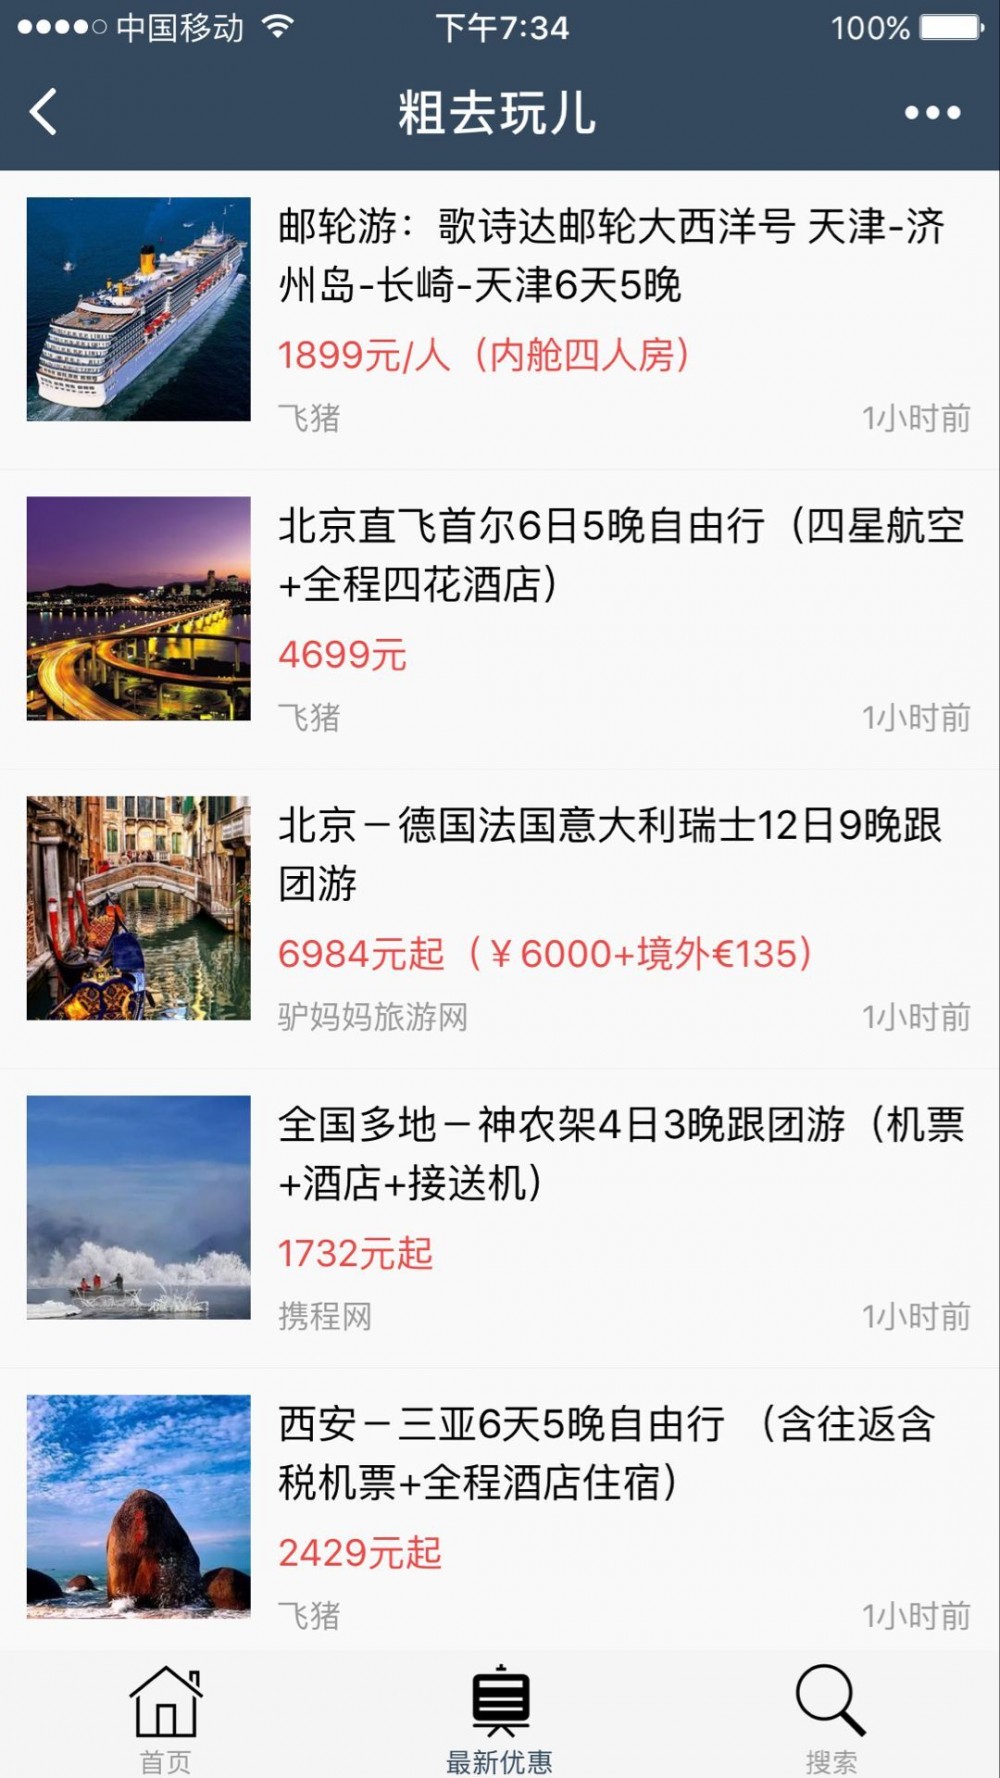 中国移动
下午7:34
100%
粗去玩儿
邮轮游：歌诗达邮轮大西洋号 天津-济
州岛-长崎-天津6天5晚
1899元/人（内舱四人房）
飞猪
1小时前
北京直飞首尔6日5晚自由行（四星航空
+全程四花酒店）
4699元
飞猪
1小时前
北京－德国法国意大利瑞士12日9晚跟
团游
6984元起（￥6000+境外€135）
驴妈妈旅游网
1小时前
全国多地－神农架4日3晚跟团游（机票
+酒店+接送机）
1732元起
携程网
1小时前
西安－三亚6天5晚自由行 （含往返含
税机票+全程酒店住宿）
2429元起
飞猪
1小时前
首页
最新优惠
搜索